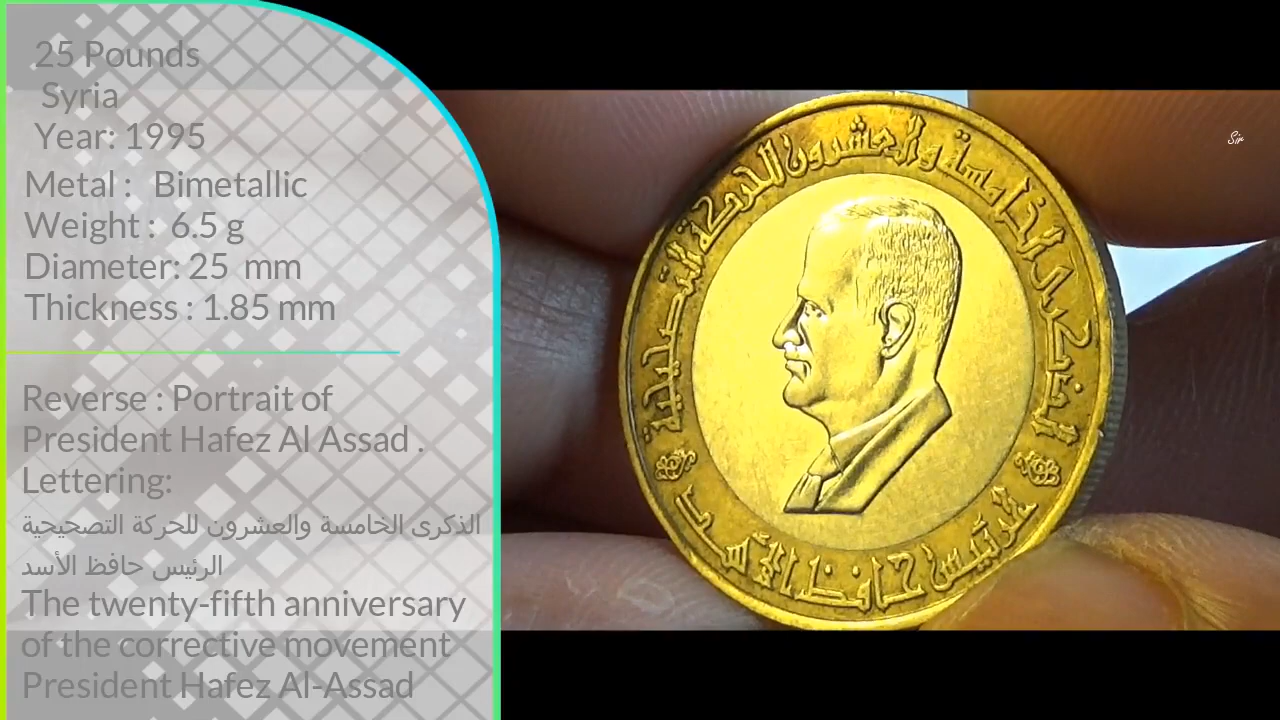 25 Pounds
Syria
Year: 1995
Metal : Bimetallic
Weight : 6.5 g
Diameter: 25 mm
Thickness : 1.85 mm
Reverse : Portrait of
President Hafez Al Assad .
Lettering:
الذكرى الخامسة والعشرون للحركة التصحيحية
الرئيس حافظ الأسد
The twenty-fifth anniversary
of the corrective movement
President Hafez Al-Assad
الذكرى الخامسة والعشرون للحركة التصحيحية
الرئيس حافظ الأسد
Sir